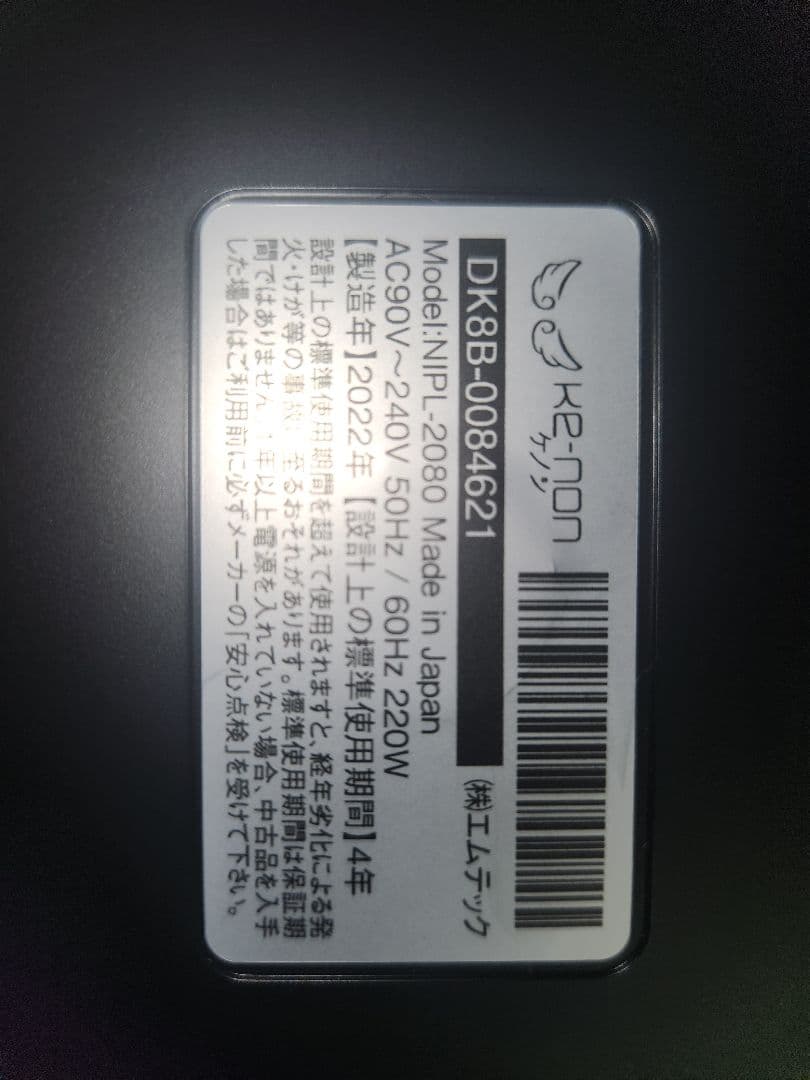 ke-non
ケノン
DK8B-0084621
(株)エムテック
Model:NIPL-2080 Made in Japan
AC90V～240V 50Hz / 60Hz 220W
【製造年】2022年 【設計上の標準使用期間】4年
設計上の標準使用期間を超えて使用されますと、経年劣化による発
火・けが等の事故に至るおそれがあります。標準使用期間は保証期
間ではありません。1年以上電源を入れていない場合、中古品を入手
した場合はご利用前に必ずメーカーの「安心点検」を受けて下さい。